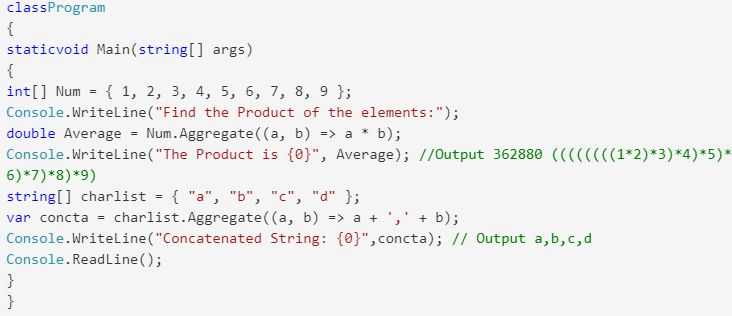 classProgram
{
staticvoid Main(string[] args)
{
int[] Num = { 1, 2, 3, 4, 5, 6, 7, 8, 9 };
Console.WriteLine("Find the Product of the elements:");
double Average = Num.Aggregate((a, b) => a * b);
Console.WriteLine("The Product is {0}", Average); //Output 362880 ((((((((1*2)*3)*4)*5)*
6)*7)*8)*9)
string[] charlist = { "a", "b", "c", "d" };
var concta = charlist.Aggregate((a, b) => a + ',' + b);
Console.WriteLine("Concatenated String: {0}",concta); // Output a,b,c,d
Console.ReadLine();
}
}